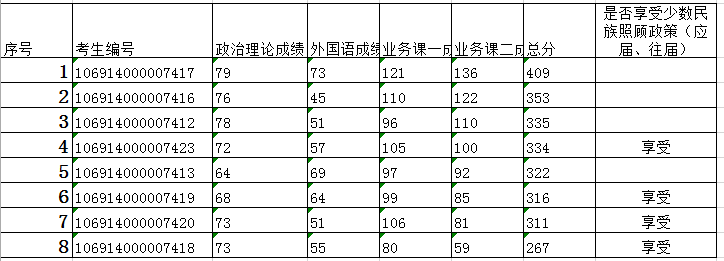 序号 考生编号 政治理论成绩 外国语成绩 业务课一成 业务课二成 总分 是否享受少数民族照顾政策（应届、往届）
1 106914000007417 79 73 121 136 409
2 106914000007416 76 45 110 122 353
3 106914000007412 78 51 96 110 335
4 106914000007423 72 57 105 100 334 享受
5 106914000007413 64 69 97 92 322
6 106914000007419 68 64 99 85 316 享受
7 106914000007420 73 51 106 81 311 享受
8 106914000007418 73 55 80 59 267 享受